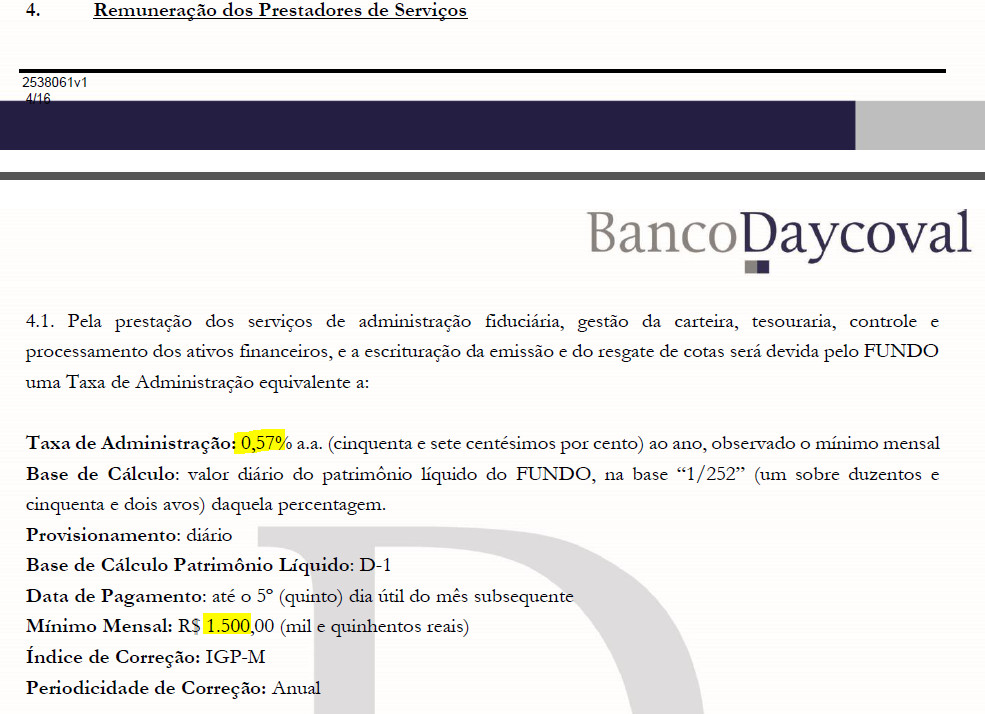 4. Remuneração dos Prestadores de Serviços
2538061v1
4/16
BancoDaycoval
4.1. Pela prestação dos serviços de administração fiduciária, gestão da carteira, tesouraria, controle e
processamento dos ativos financeiros, e a escrituração da emissão e do resgate de cotas será devida pelo FUNDO
uma Taxa de Administração equivalente a:
Taxa de Administração: 0,57% a.a. (cinquenta e sete centésimos por cento) ao ano, observado o mínimo mensal
Base de Cálculo: valor diário do patrimônio líquido do FUNDO, na base “1/252” (um sobre duzentos e
cinquenta e dois avos) daquela percentagem.
Provisionamento: diário
Base de Cálculo Patrimônio Líquido: D-1
Data de Pagamento: até o 5º (quinto) dia útil do mês subsequente
Mínimo Mensal: R$ 1.500,00 (mil e quinhentos reais)
Índice de Correção: IGP-M
Periodicidade de Correção: Anual